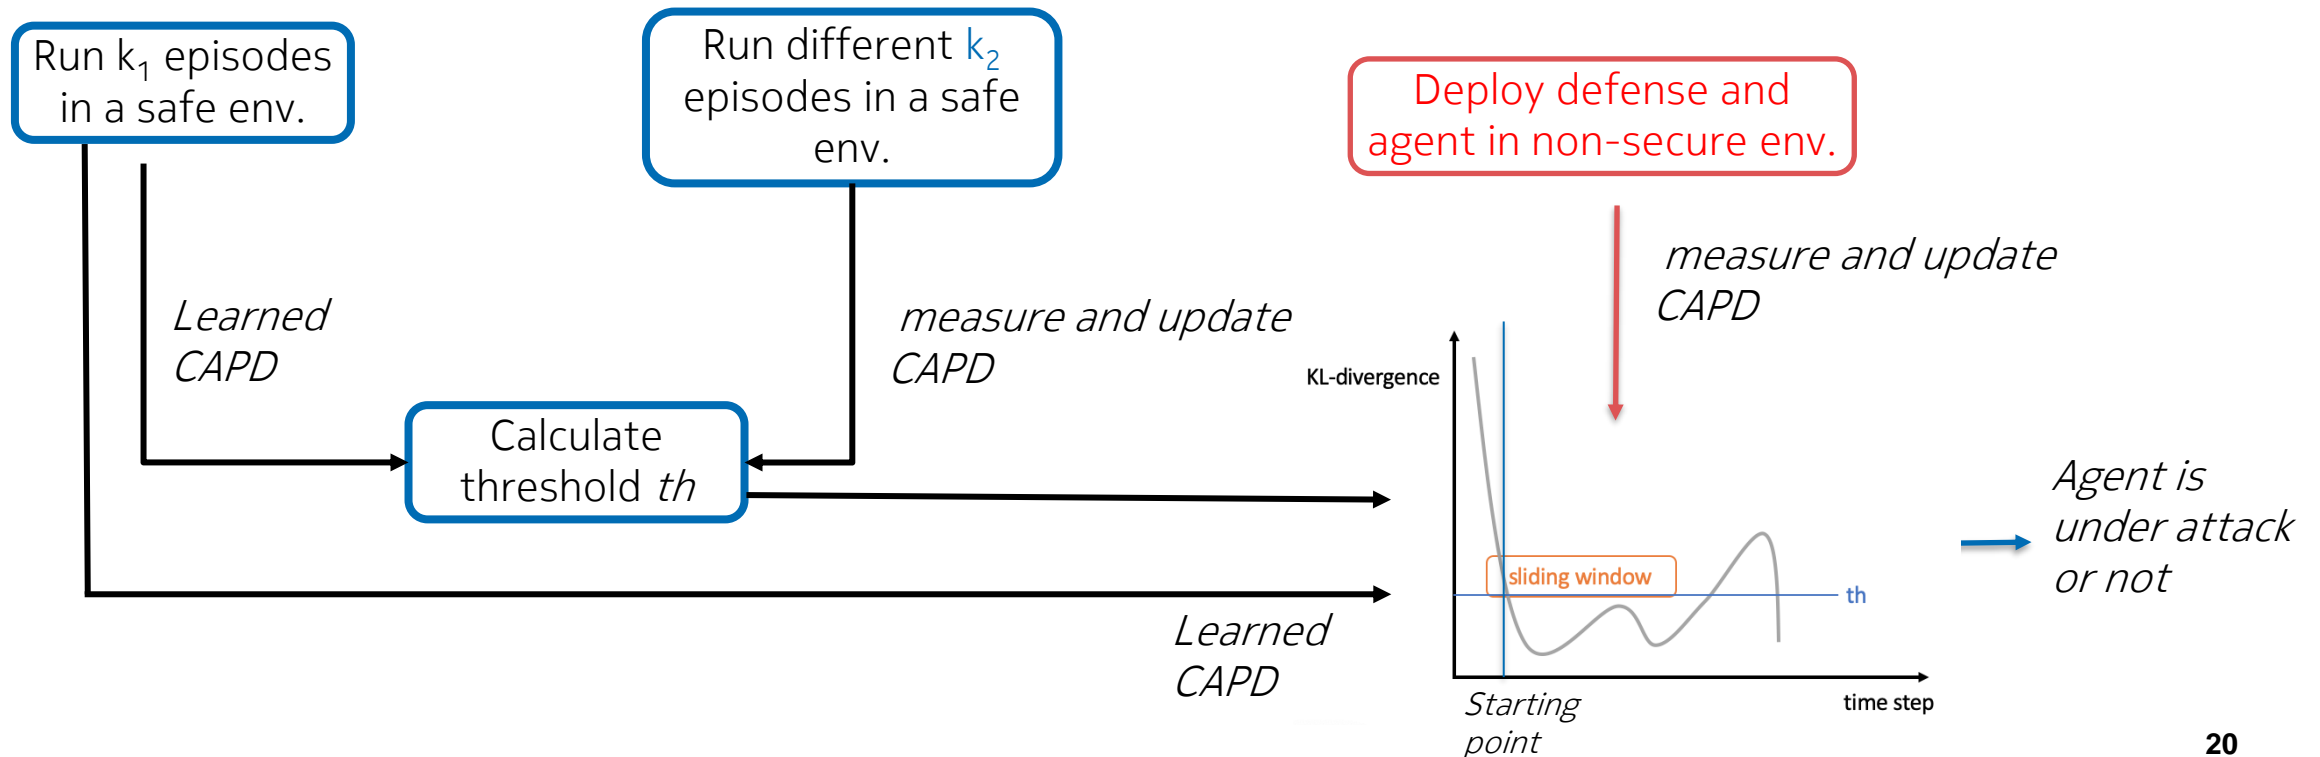 Run k₁ episodes
in a safe env.
Run different k₂
episodes in a safe
env.
Deploy defense and
agent in non-secure env.
Learned
CAPD
measure and update
CAPD
measure and update
CAPD
Calculate
threshold th
KL-divergence
sliding window
th
Starting
point
time step
Learned
CAPD
Agent is
under attack
or not
20